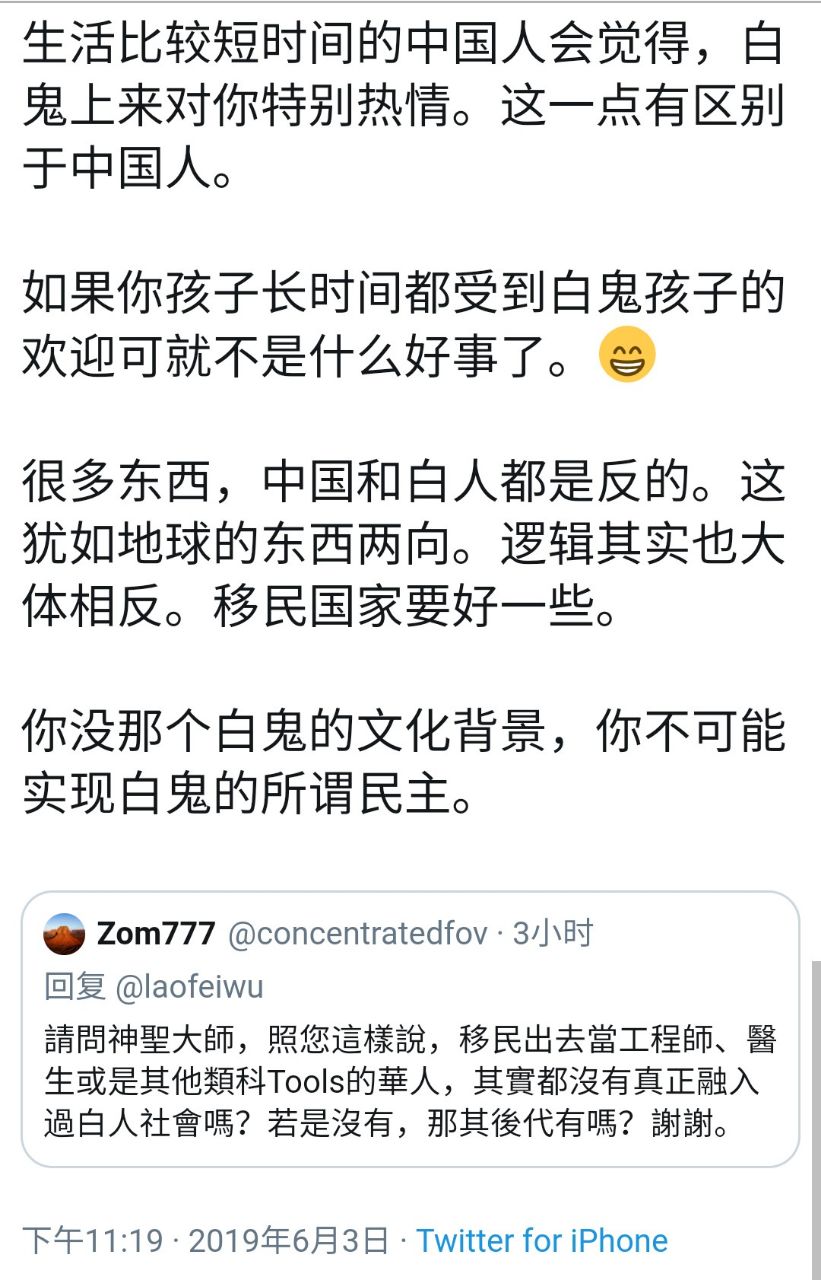 生活比较短时间的中国人会觉得，白
鬼上来对你特别热情。这一点有区别
于中国人。
如果你孩子长时间都受到白鬼孩子的
欢迎可就不是什么好事了。😁
很多东西，中国和白人都是反的。这
犹如地球的东西两向。逻辑其实也大
体相反。移民国家要好一些。
你没那个白鬼的文化背景，你不可能
实现白鬼的所谓民主。
Zom777 @concentratedfov · 3小时
回复 @laofeiwu
請問神聖大師，照您這樣說，移民出去當工程師、醫
生或是其他類科Tools的華人，其實都沒有真正融入
過白人社會嗎？若是沒有，那其後代有嗎？謝謝。
下午11:19 · 2019年6月3日 · Twitter for iPhone